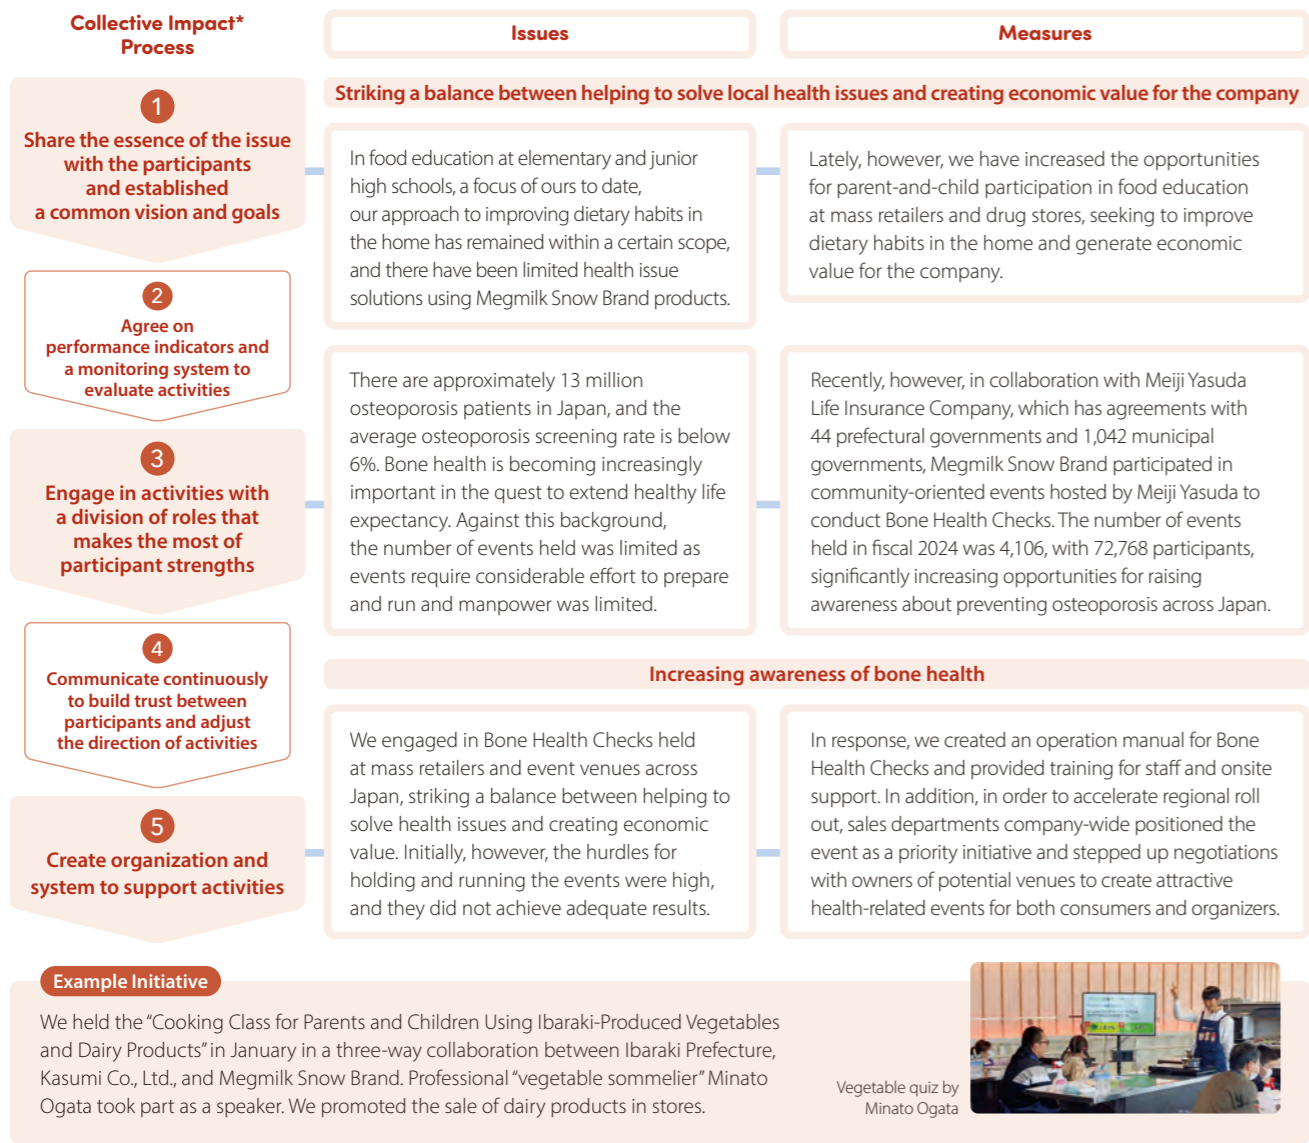 Collective Impact*
Process
Issues
Measures
1
Share the essence of the issue
with the participants
and established
a common vision and goals
2
Agree on
performance indicators and
a monitoring system to
evaluate activities
3
Engage in activities with
a division of roles that
makes the most of
participant strengths
4
Communicate continuously
to build trust between
participants and adjust
the direction of activities
5
Create organization and
system to support activities
Striking a balance between helping to solve local health issues and creating economic value for the company
In food education at elementary and junior
high schools, a focus of ours to date,
our approach to improving dietary habits in
the home has remained within a certain scope,
and there have been limited health issue
solutions using Megmilk Snow Brand products.
Lately, however, we have increased the opportunities
for parent-and-child participation in food education
at mass retailers and drug stores, seeking to improve
dietary habits in the home and generate economic
value for the company.
There are approximately 13 million
osteoporosis patients in Japan, and the
average osteoporosis screening rate is below
6%. Bone health is becoming increasingly
important in the quest to extend healthy life
expectancy. Against this background,
the number of events held was limited as
events require considerable effort to prepare
and run and manpower was limited.
Recently, however, in collaboration with Meiji Yasuda
Life Insurance Company, which has agreements with
44 prefectural governments and 1,042 municipal
governments, Megmilk Snow Brand participated in
community-oriented events hosted by Meiji Yasuda to
conduct Bone Health Checks. The number of events
held in fiscal 2024 was 4,106, with 72,768 participants,
significantly increasing opportunities for raising
awareness about preventing osteoporosis across Japan.
Increasing awareness of bone health
We engaged in Bone Health Checks held
at mass retailers and event venues across
Japan, striking a balance between helping to
solve health issues and creating economic
value. Initially, however, the hurdles for
holding and running the events were high,
and they did not achieve adequate results.
In response, we created an operation manual for Bone
Health Checks and provided training for staff and onsite
support. In addition, in order to accelerate regional roll
out, sales departments company-wide positioned the
event as a priority initiative and stepped up negotiations
with owners of potential venues to create attractive
health-related events for both consumers and organizers.
Example Initiative
We held the “Cooking Class for Parents and Children Using Ibaraki-Produced Vegetables
and Dairy Products” in January in a three-way collaboration between Ibaraki Prefecture,
Kasumi Co., Ltd., and Megmilk Snow Brand. Professional “vegetable sommelier” Minato
Ogata took part as a speaker. We promoted the sale of dairy products in stores.
Vegetable quiz by
Minato Ogata